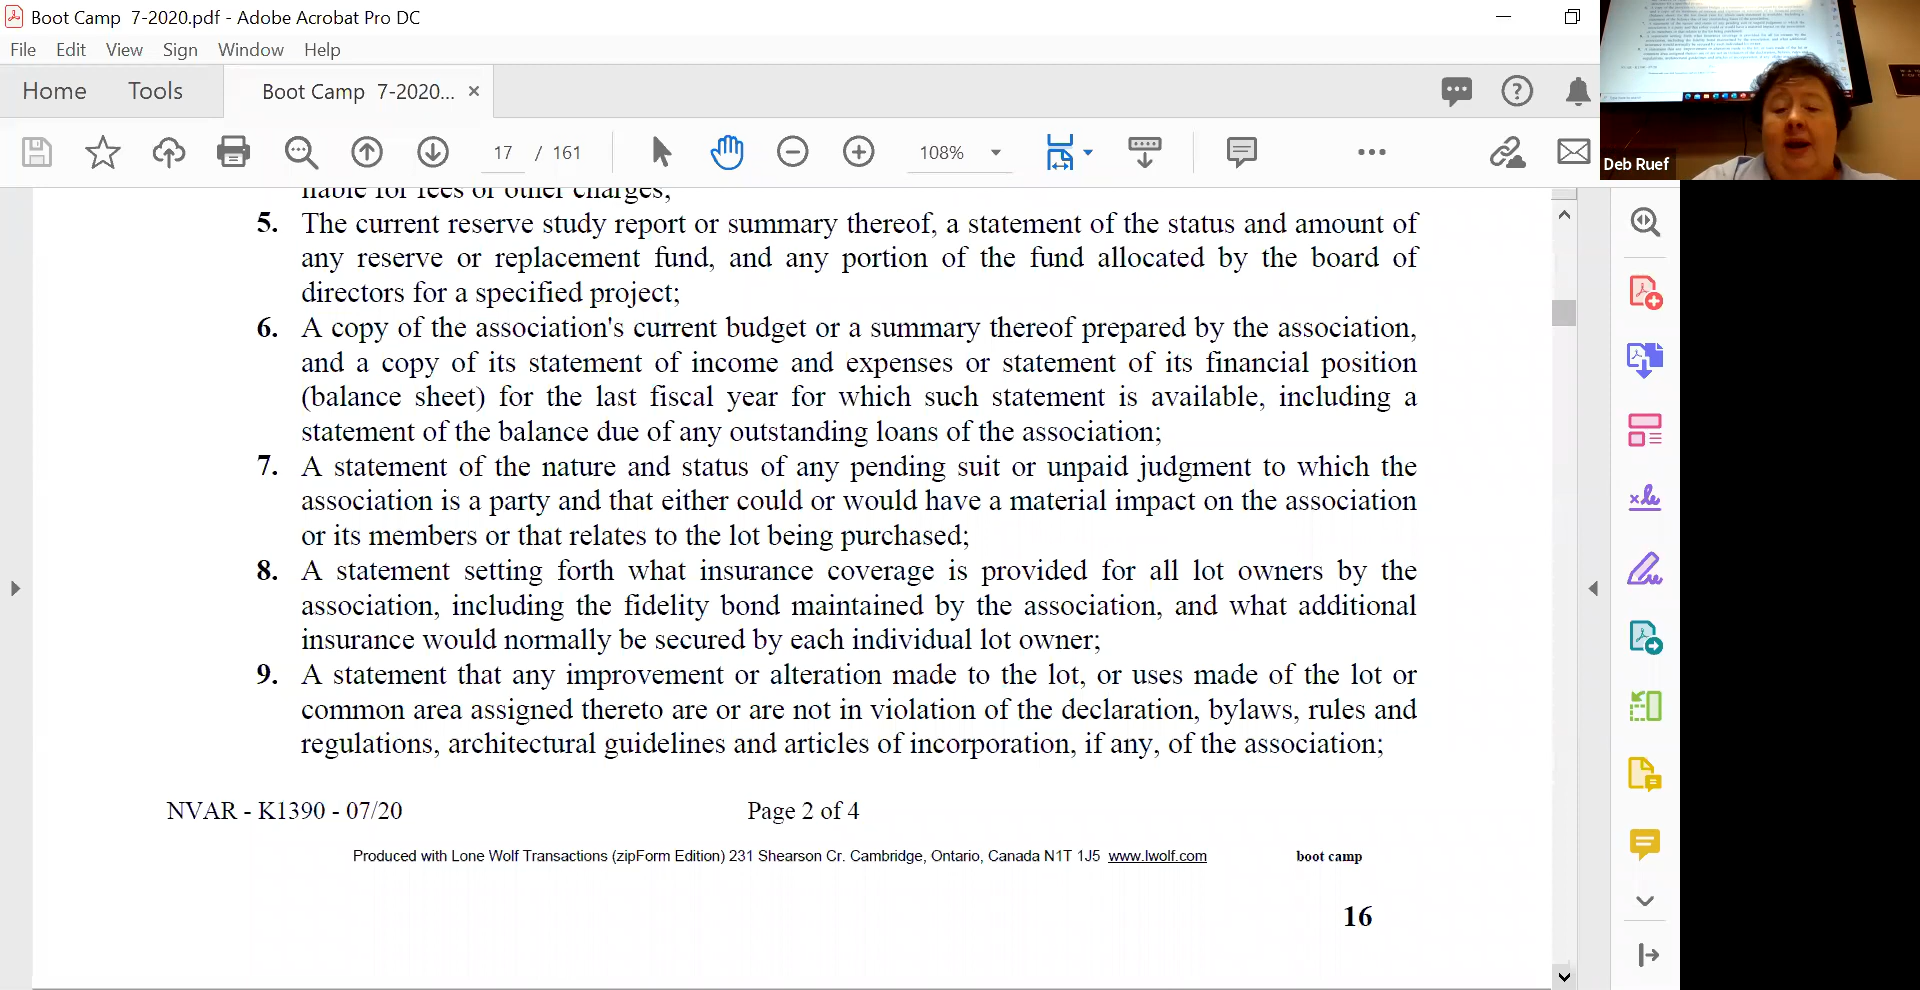 Boot Camp 7-2020.pdf - Adobe Acrobat Pro DC
File Edit View Sign Window Help
Home Tools Boot Camp 7-2020... ×
17 / 161 108%
Deb Ruef
liable for fees or other charges;
5. The current reserve study report or summary thereof, a statement of the status and amount of
any reserve or replacement fund, and any portion of the fund allocated by the board of
directors for a specified project;
6. A copy of the association's current budget or a summary thereof prepared by the association,
and a copy of its statement of income and expenses or statement of its financial position
(balance sheet) for the last fiscal year for which such statement is available, including a
statement of the balance due of any outstanding loans of the association;
7. A statement of the nature and status of any pending suit or unpaid judgment to which the
association is a party and that either could or would have a material impact on the association
or its members or that relates to the lot being purchased;
8. A statement setting forth what insurance coverage is provided for all lot owners by the
association, including the fidelity bond maintained by the association, and what additional
insurance would normally be secured by each individual lot owner;
9. A statement that any improvement or alteration made to the lot, or uses made of the lot or
common area assigned thereto are or are not in violation of the declaration, bylaws, rules and
regulations, architectural guidelines and articles of incorporation, if any, of the association;
NVAR - K1390 - 07/20 Page 2 of 4
Produced with Lone Wolf Transactions (zipForm Edition) 231 Shearson Cr. Cambridge, Ontario, Canada N1T 1J5 www.lwolf.com boot camp
16